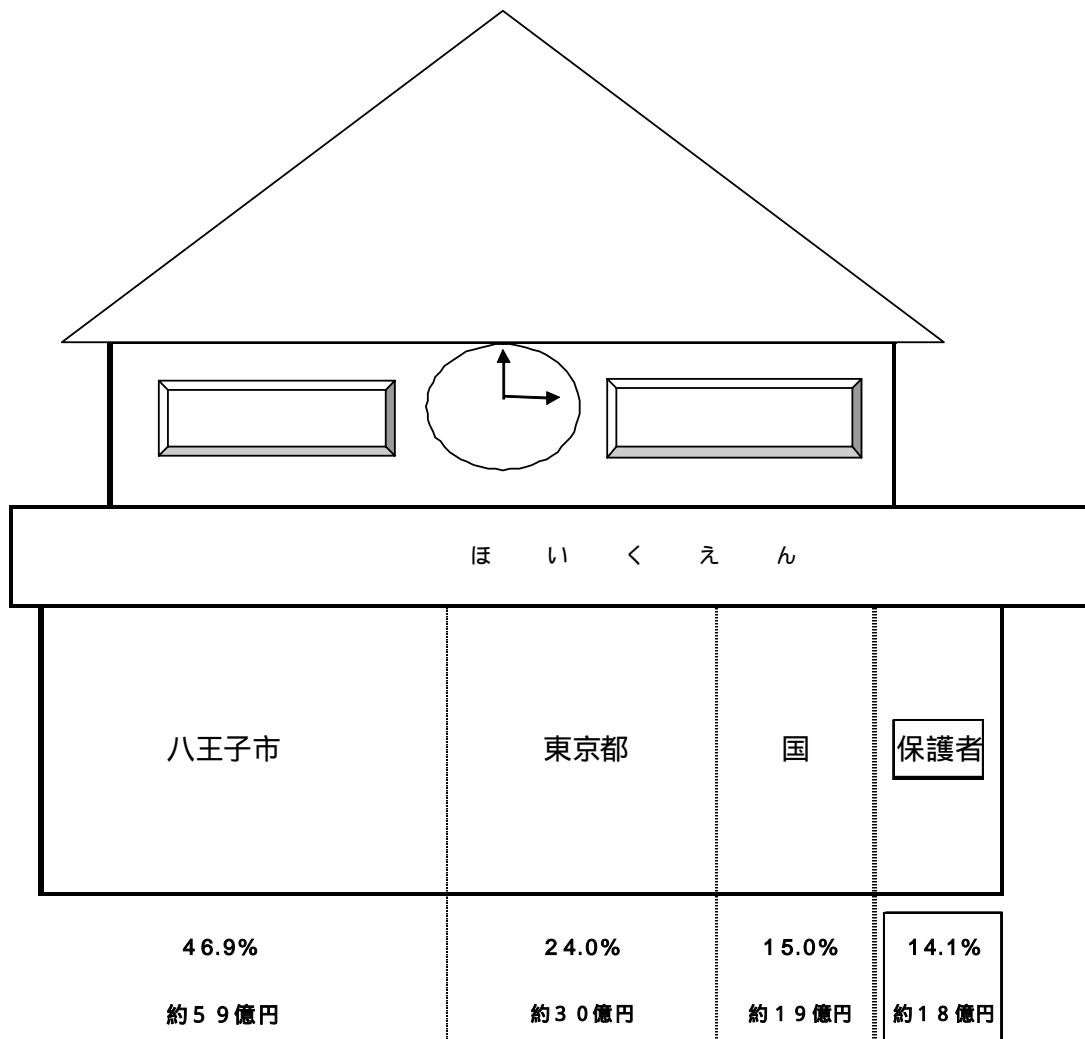 ほいくえん
八王子市 東京都 国 保護者
46.9% 24.0% 15.0% 14.1%
約59億円 約30億円 約19億円 約18億円